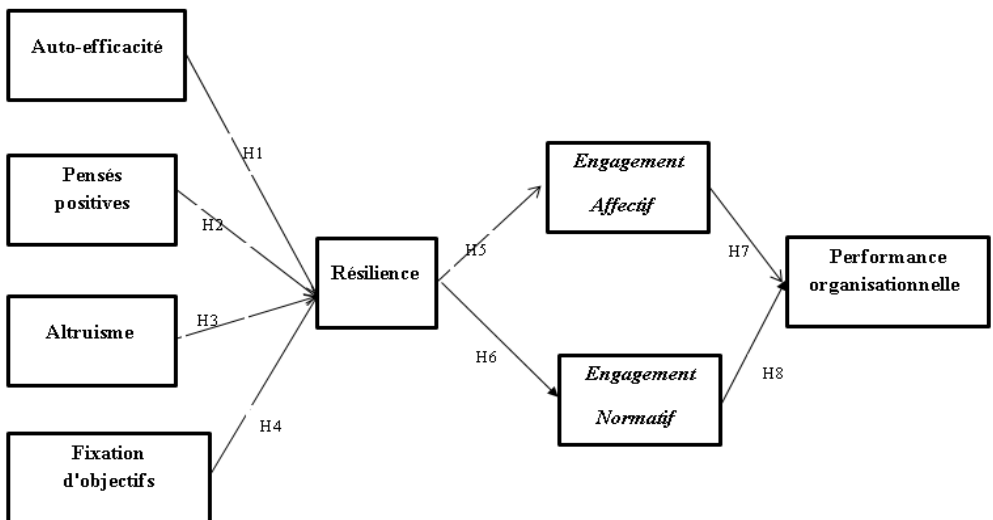 Auto-efficacité
H1
Pensés
positives
H2
Altruisme
H3
Fixation
d'objectifs
H4
Résilience
H5
H6
Engagement
Affectif
Engagement
Normatif
H7
H8
Performance
organisationnelle